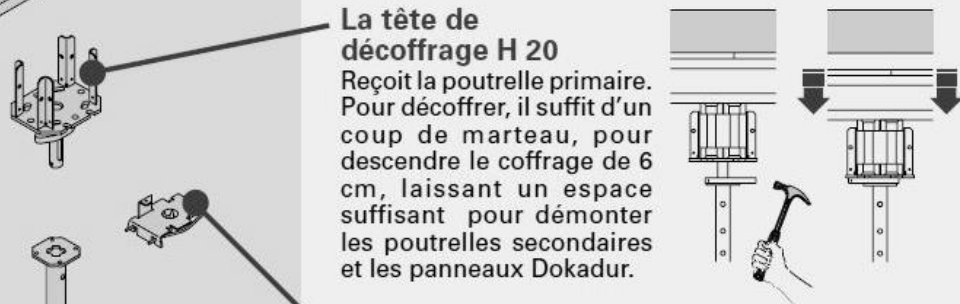 La tête de
décoffrage H 20
Reçoit la poutrelle primaire.
Pour décoffrer, il suffit d’un
coup de marteau, pour
descendre le coffrage de 6
cm, laissant un espace
suffisant pour démonter
les poutrelles secondaires
et les panneaux Dokadur.